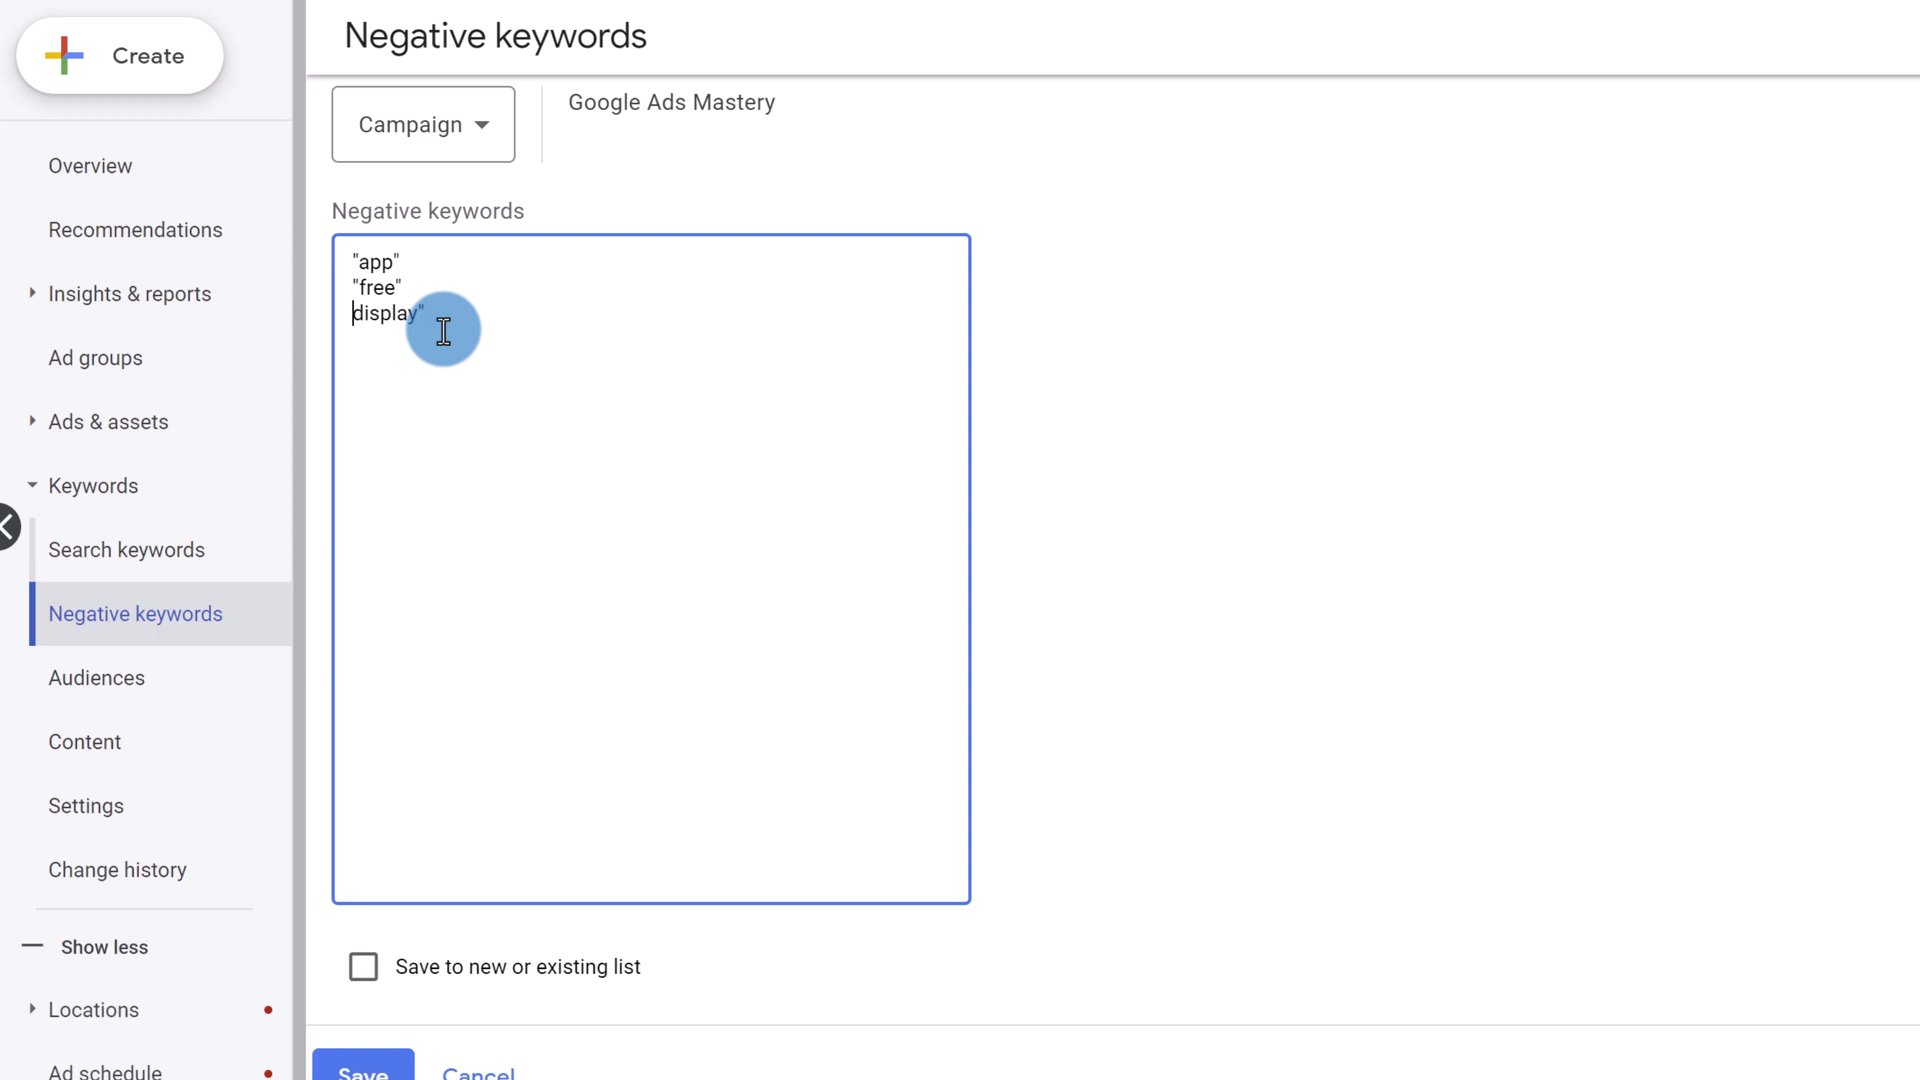 Create
Overview
Recommendations
Insights & reports
Ad groups
Ads & assets
Keywords
Search keywords
Negative keywords
Audiences
Content
Settings
Change history
Show less
Locations
Ad schedule
Negative keywords
Campaign
Google Ads Mastery
Negative keywords
"app"
"free"
display"
Save to new or existing list
Save
Cancel